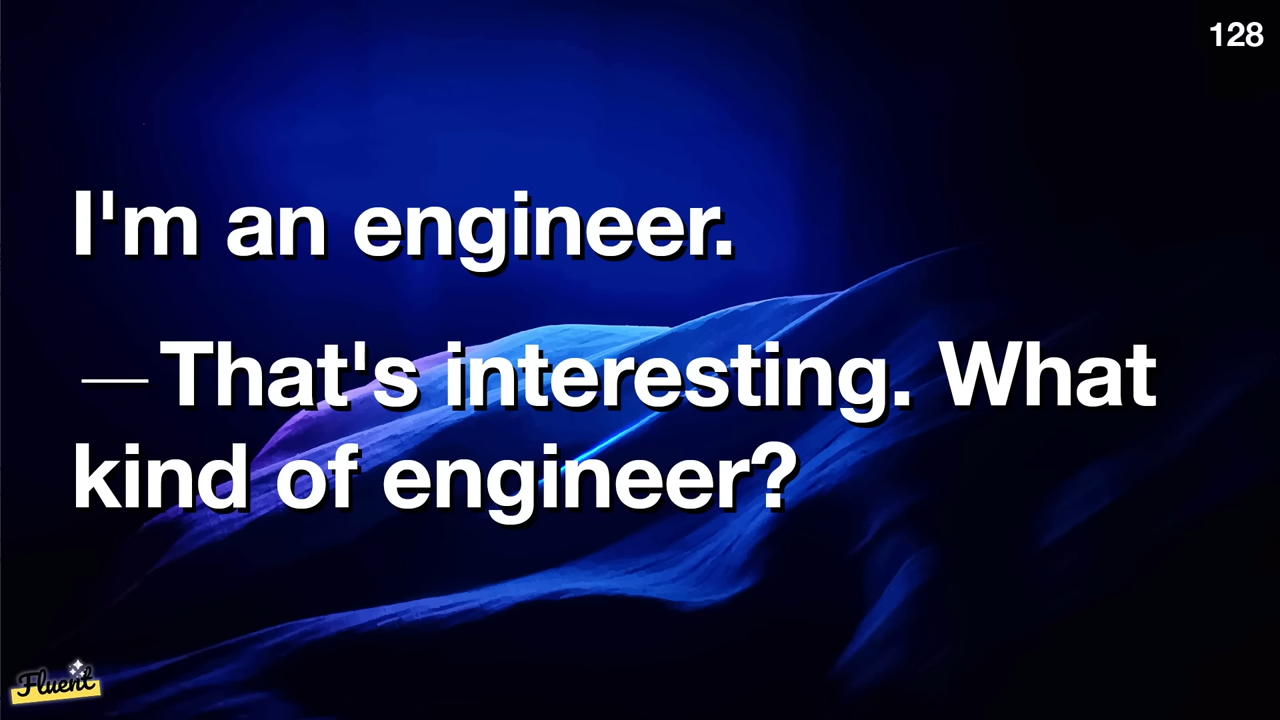 128
I'm an engineer.
—That's interesting. What
kind of engineer?
Fluent